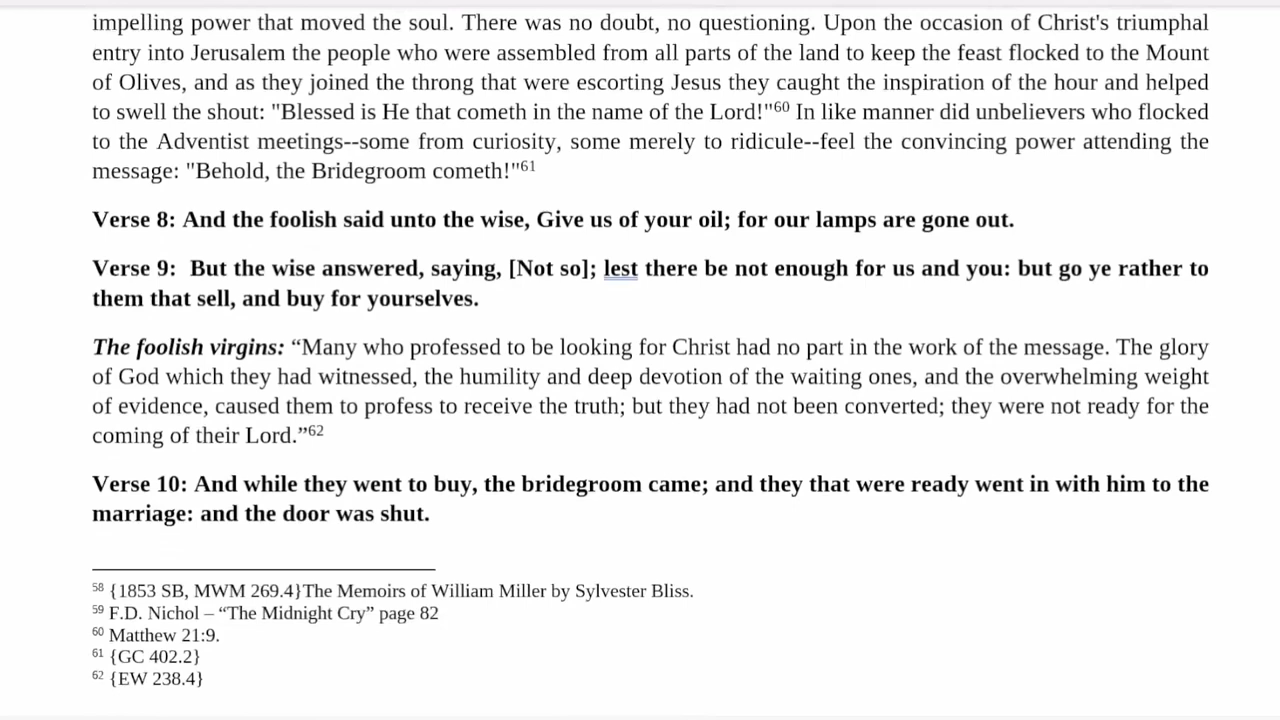 impelling power that moved the soul. There was no doubt, no questioning. Upon the occasion of Christ's triumphal
entry into Jerusalem the people who were assembled from all parts of the land to keep the feast flocked to the Mount
of Olives, and as they joined the throng that were escorting Jesus they caught the inspiration of the hour and helped
to swell the shout: "Blessed is He that cometh in the name of the Lord!"60 In like manner did unbelievers who flocked
to the Adventist meetings--some from curiosity, some merely to ridicule--feel the convincing power attending the
message: "Behold, the Bridegroom cometh!"61
Verse 8: And the foolish said unto the wise, Give us of your oil; for our lamps are gone out.
Verse 9:  But the wise answered, saying, [Not so]; lest there be not enough for us and you: but go ye rather to
them that sell, and buy for yourselves.
The foolish virgins: “Many who professed to be looking for Christ had no part in the work of the message. The glory
of God which they had witnessed, the humility and deep devotion of the waiting ones, and the overwhelming weight
of evidence, caused them to profess to receive the truth; but they had not been converted; they were not ready for the
coming of their Lord.”62
Verse 10: And while they went to buy, the bridegroom came; and they that were ready went in with him to the
marriage: and the door was shut.
58 {1853 SB, MWM 269.4}The Memoirs of William Miller by Sylvester Bliss.
59 F.D. Nichol – “The Midnight Cry” page 82
60 Matthew 21:9.
61 {GC 402.2}
62 {EW 238.4}